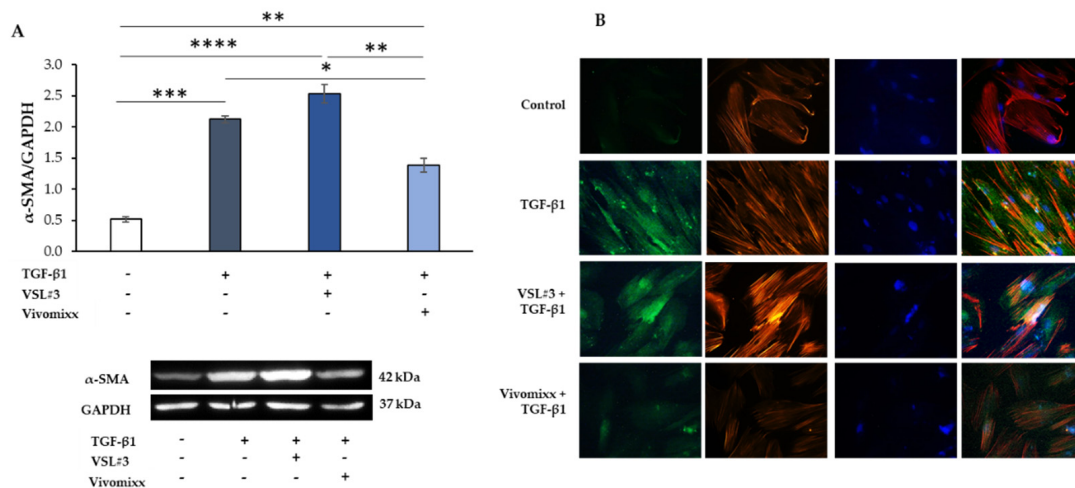 A
**
****
**
*
***
α-SMA/GAPDH
3.0
2.5
2.0
1.5
1.0
0.5
0.0
TGF-β1 - + + +
VSL#3 - - + -
Vivomixx - - - +
α-SMA 42 kDa
GAPDH 37 kDa
TGF-β1 - + + +
VSL#3 - - +
Vivomixx - - - +
B
Control
TGF-β1
VSL#3 +
TGF-β1
Vivomixx +
TGF-β1